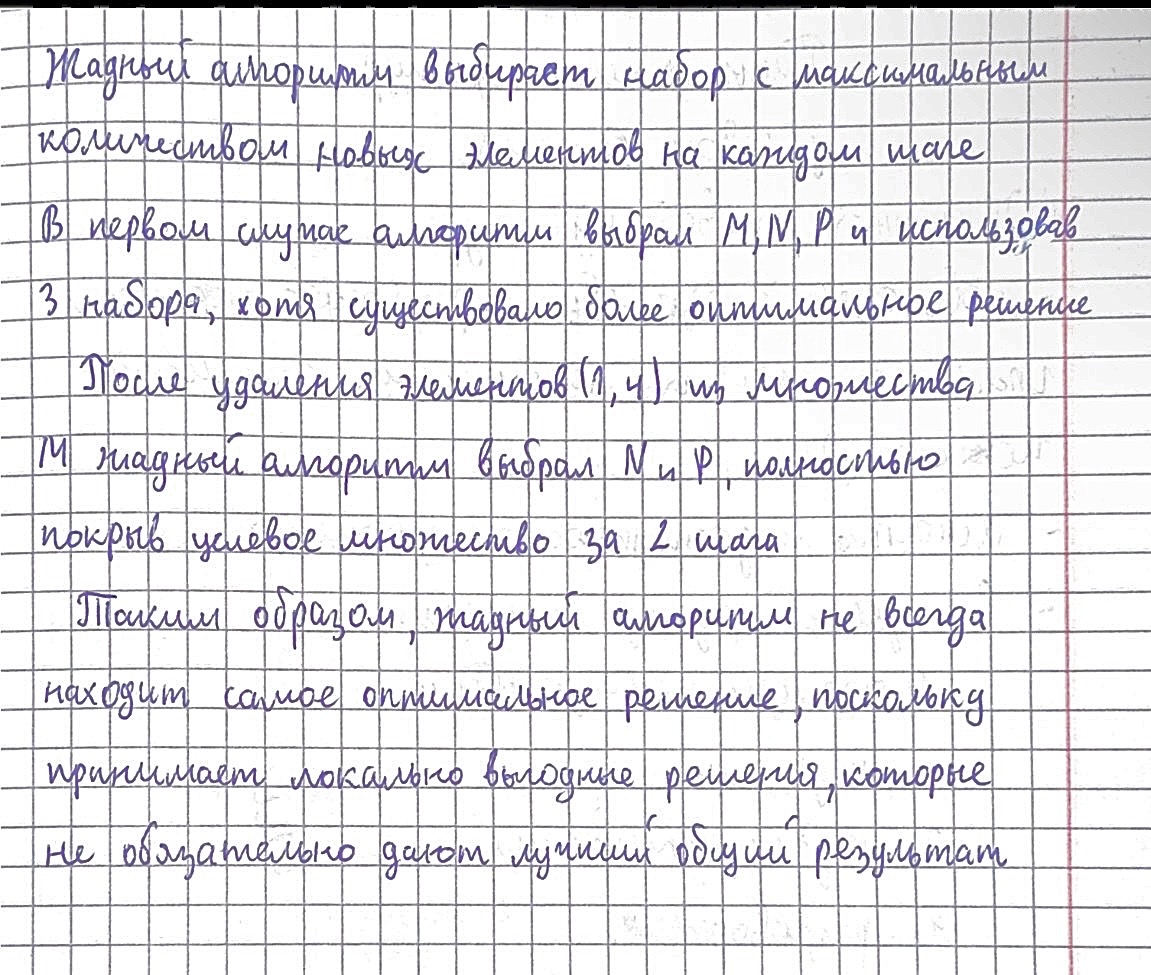 Жадный алгоритм выбирает набор с максимальным
количеством новых элементов на каждом шаге
В первом случае алгоритм выбрал M, N, P и использовав
3 набора, хотя существовало более оптимальное решение
После удаления элементов (1, 4) из множества
M жадный алгоритм выбрал N и P, полностью
покрыв целевое множество за 2 шага
Таким образом, жадный алгоритм не всегда
находит самое оптимальное решение, поскольку
принимает локально выгодные решения, которые
не обязательно дают лучший общий результат